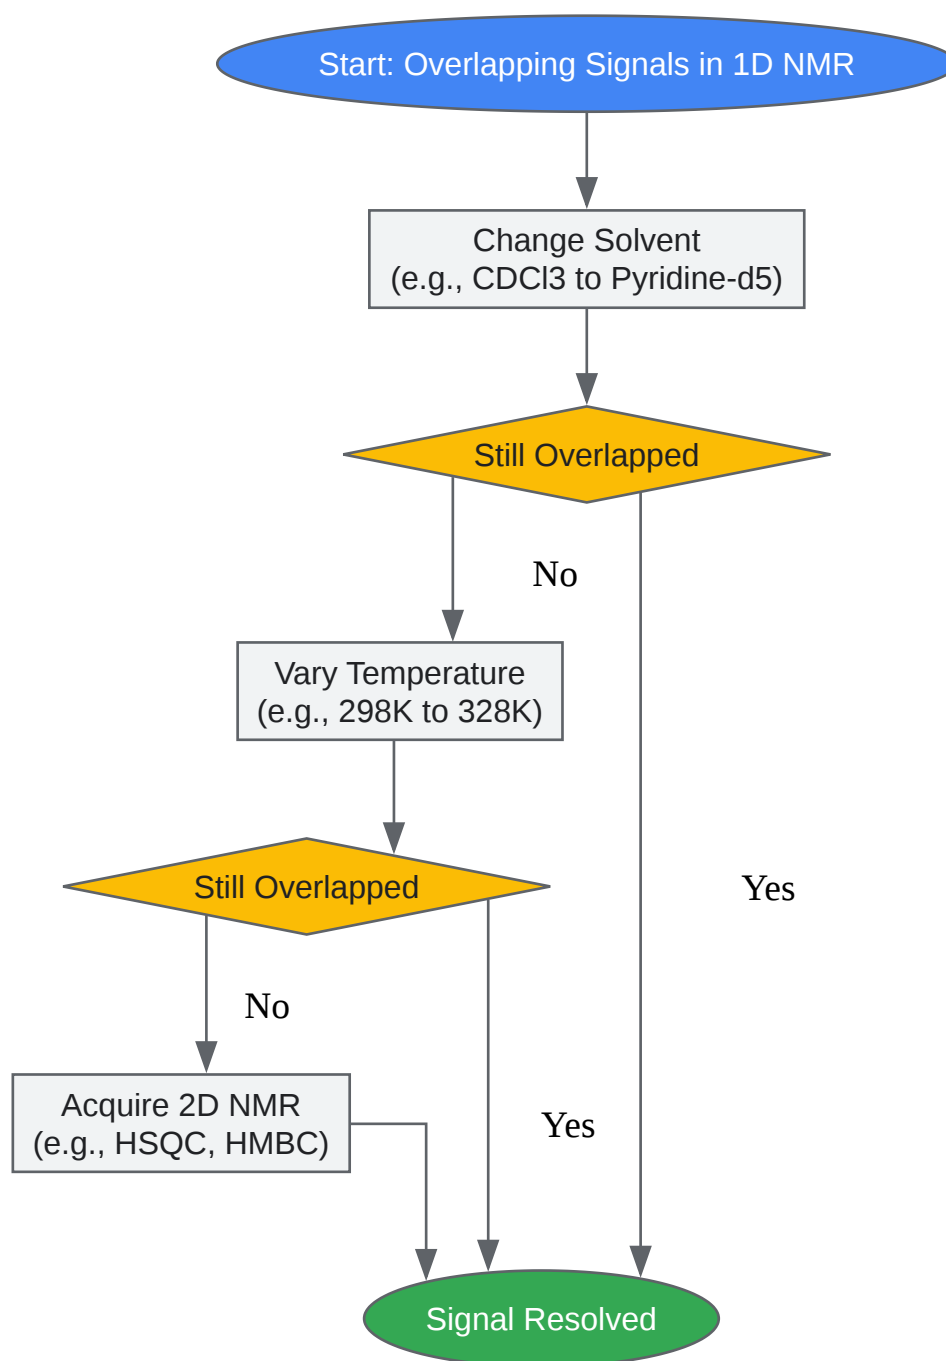 Start: Overlapping Signals in 1D NMR
Change Solvent
(e.g., CDCl3 to Pyridine-d5)
Still Overlapped
No
Vary Temperature
(e.g., 298K to 328K)
Still Overlapped
Yes
No
Acquire 2D NMR
(e.g., HSQC, HMBC)
Yes
Signal Resolved